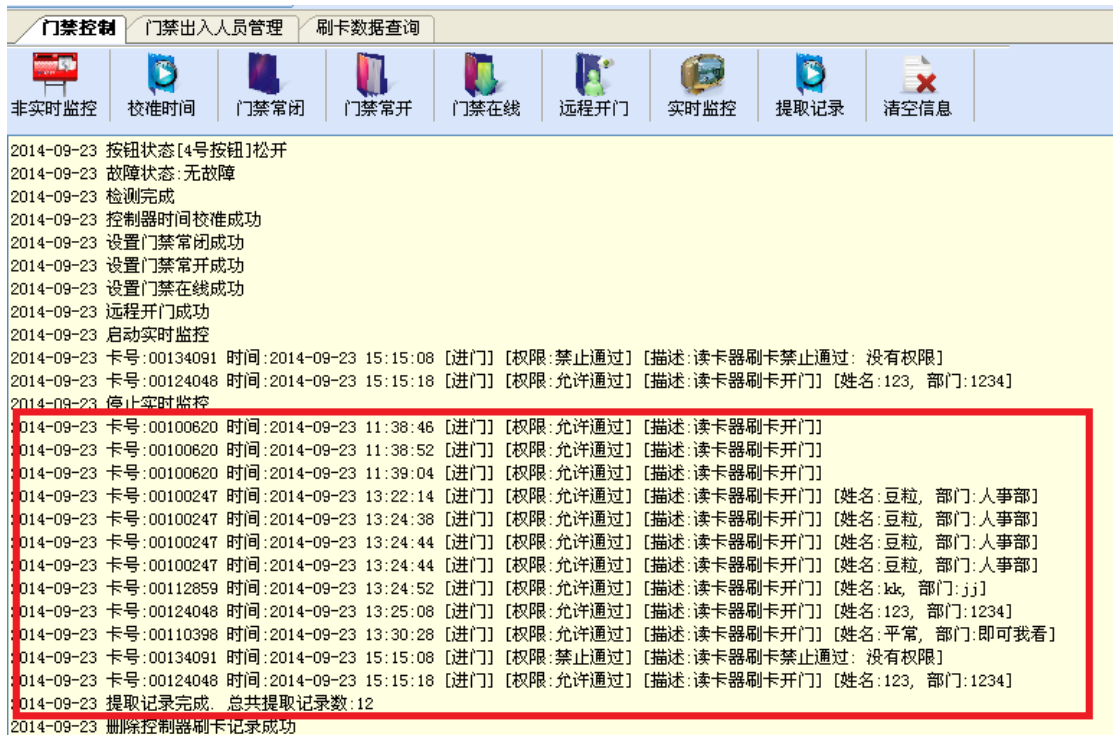 门禁控制 门禁出入人员管理 刷卡数据查询
非实时监控 校准时间 门禁常闭 门禁常开 门禁在线 远程开门 实时监控 提取记录 清空信息
2014-09-23 按钮状态[4号按钮]松开
2014-09-23 故障状态:无故障
2014-09-23 检测完成
2014-09-23 控制器时间校准成功
2014-09-23 设置门禁常闭成功
2014-09-23 设置门禁常开成功
2014-09-23 设置门禁在线成功
2014-09-23 远程开门成功
2014-09-23 启动实时监控
2014-09-23 卡号:00134091 时间:2014-09-23 15:15:08 [进门] [权限:禁止通过] [描述:读卡器刷卡禁止通过: 没有权限]
2014-09-23 卡号:00124048 时间:2014-09-23 15:15:18 [进门] [权限:允许通过] [描述:读卡器刷卡开门] [姓名:123, 部门:1234]
2014-09-23 停止实时监控
2014-09-23 卡号:00100620 时间:2014-09-23 11:38:46 [进门] [权限:允许通过] [描述:读卡器刷卡开门]
2014-09-23 卡号:00100620 时间:2014-09-23 11:38:52 [进门] [权限:允许通过] [描述:读卡器刷卡开门]
2014-09-23 卡号:00100620 时间:2014-09-23 11:39:04 [进门] [权限:允许通过] [描述:读卡器刷卡开门]
2014-09-23 卡号:00100247 时间:2014-09-23 13:22:14 [进门] [权限:允许通过] [描述:读卡器刷卡开门] [姓名:豆粒, 部门:人事部]
2014-09-23 卡号:00100247 时间:2014-09-23 13:24:38 [进门] [权限:允许通过] [描述:读卡器刷卡开门] [姓名:豆粒, 部门:人事部]
2014-09-23 卡号:00100247 时间:2014-09-23 13:24:44 [进门] [权限:允许通过] [描述:读卡器刷卡开门] [姓名:豆粒, 部门:人事部]
2014-09-23 卡号:00100247 时间:2014-09-23 13:24:44 [进门] [权限:允许通过] [描述:读卡器刷卡开门] [姓名:豆粒, 部门:人事部]
2014-09-23 卡号:00112859 时间:2014-09-23 13:24:52 [进门] [权限:允许通过] [描述:读卡器刷卡开门] [姓名:kk, 部门:jj]
2014-09-23 卡号:00124048 时间:2014-09-23 13:25:08 [进门] [权限:允许通过] [描述:读卡器刷卡开门] [姓名:123, 部门:1234]
2014-09-23 卡号:00110398 时间:2014-09-23 13:30:28 [进门] [权限:允许通过] [描述:读卡器刷卡开门] [姓名:平常, 部门:即可我看]
2014-09-23 卡号:00134091 时间:2014-09-23 15:15:08 [进门] [权限:禁止通过] [描述:读卡器刷卡禁止通过: 没有权限]
2014-09-23 卡号:00124048 时间:2014-09-23 15:15:18 [进门] [权限:允许通过] [描述:读卡器刷卡开门] [姓名:123, 部门:1234]
2014-09-23 提取记录完成. 总共提取记录数:12
2014-09-23 删除控制器刷卡记录成功